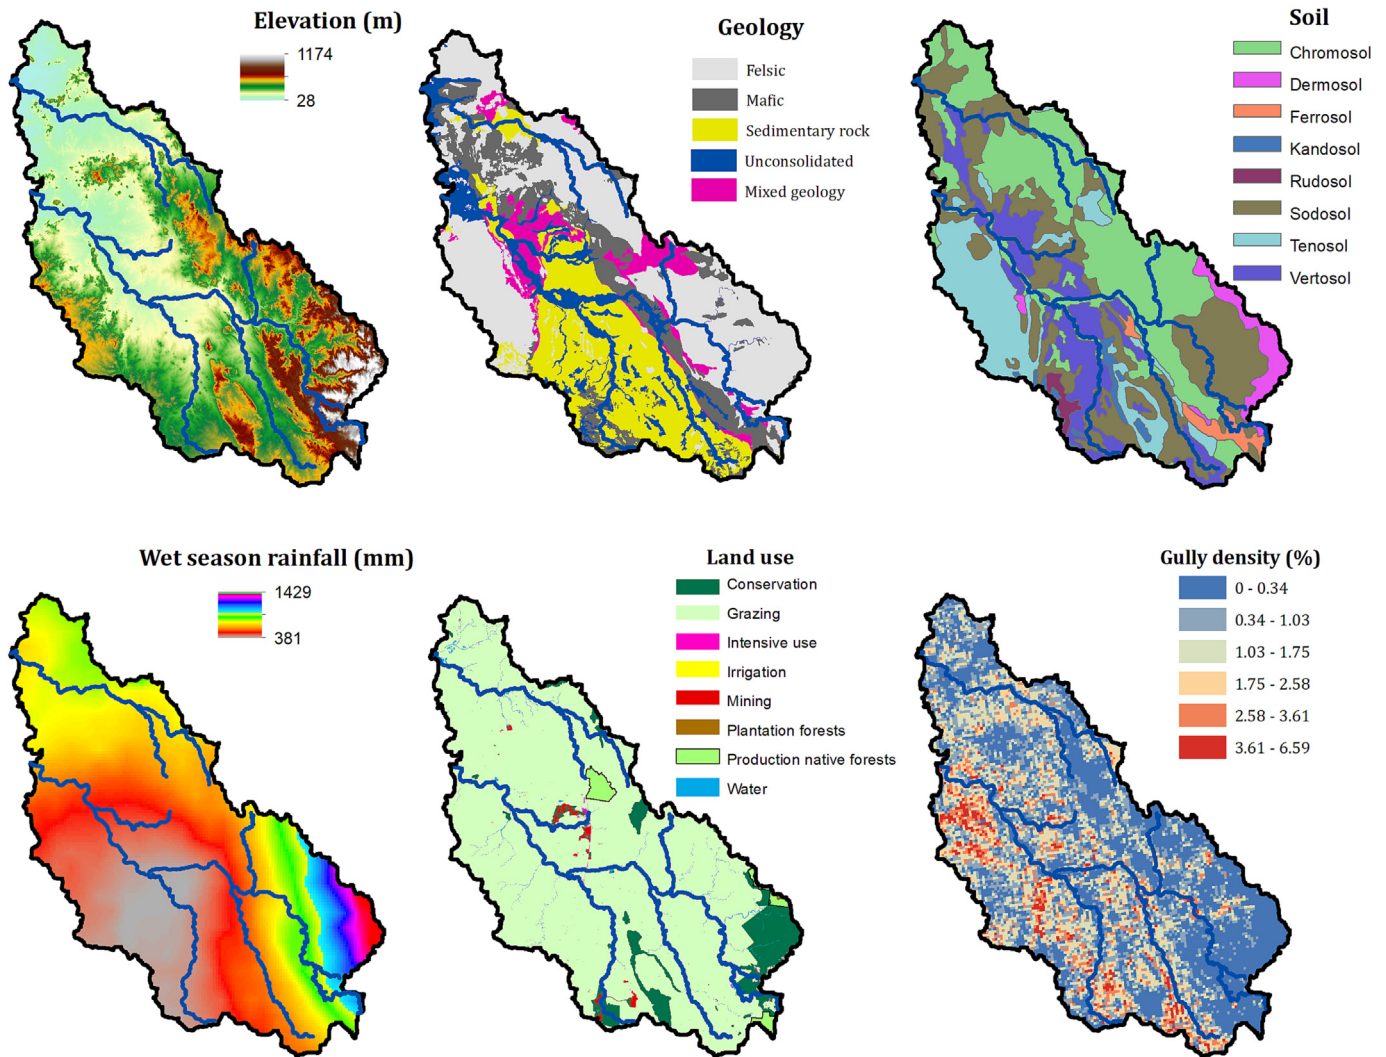 Elevation (m)
1174
28
Geology
Felsic
Mafic
Sedimentary rock
Unconsolidated
Mixed geology
Soil
Chromosol
Dermosol
Ferrosol
Kandosol
Rudosol
Sodosol
Tenosol
Vertosol
Wet season rainfall (mm)
1429
381
Land use
Conservation
Grazing
Intensive use
Irrigation
Mining
Plantation forests
Production native forests
Water
Gully density (%)
0 - 0.34
0.34 - 1.03
1.03 - 1.75
1.75 - 2.58
2.58 - 3.61
3.61 - 6.59